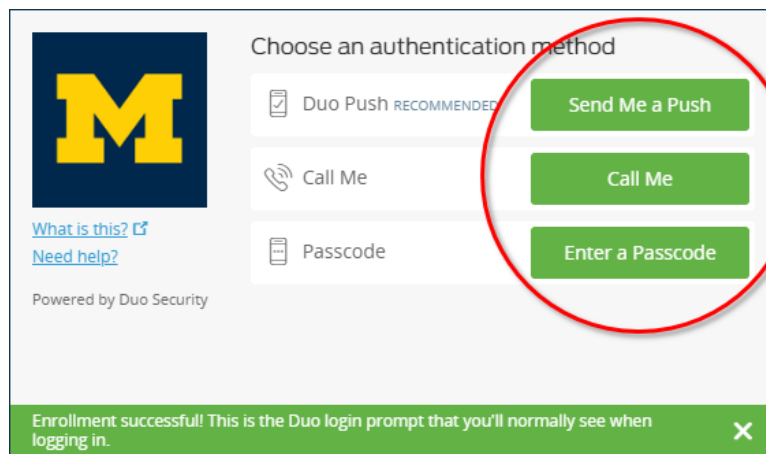 M
Choose an authentication method
Duo Push RECOMMENDED
Send Me a Push
Call Me
Call Me
Passcode
Enter a Passcode
What is this?
Need help?
Powered by Duo Security
Enrollment successful! This is the Duo login prompt that you'll normally see when
logging in.